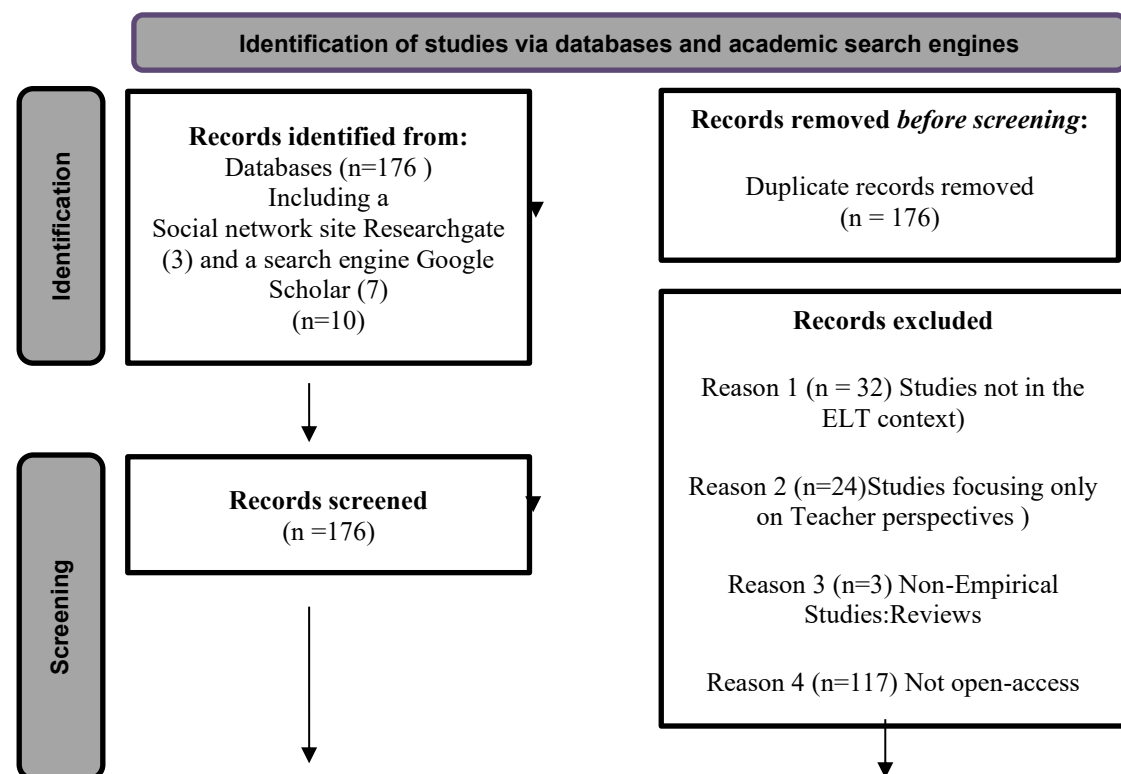 Identification of studies via databases and academic search engines
Identification
Records identified from:
Databases (n=176 )
Including a
Social network site Researchgate
(3) and a search engine Google
Scholar (7)
(n=10)
Records removed before screening:
Duplicate records removed
(n = 176)
Screening
Records screened
(n =176)
Records excluded
Reason 1 (n = 32) Studies not in the
ELT context)
Reason 2 (n=24)Studies focusing only
on Teacher perspectives )
Reason 3 (n=3) Non-Empirical
Studies:Reviews
Reason 4 (n=117) Not open-access